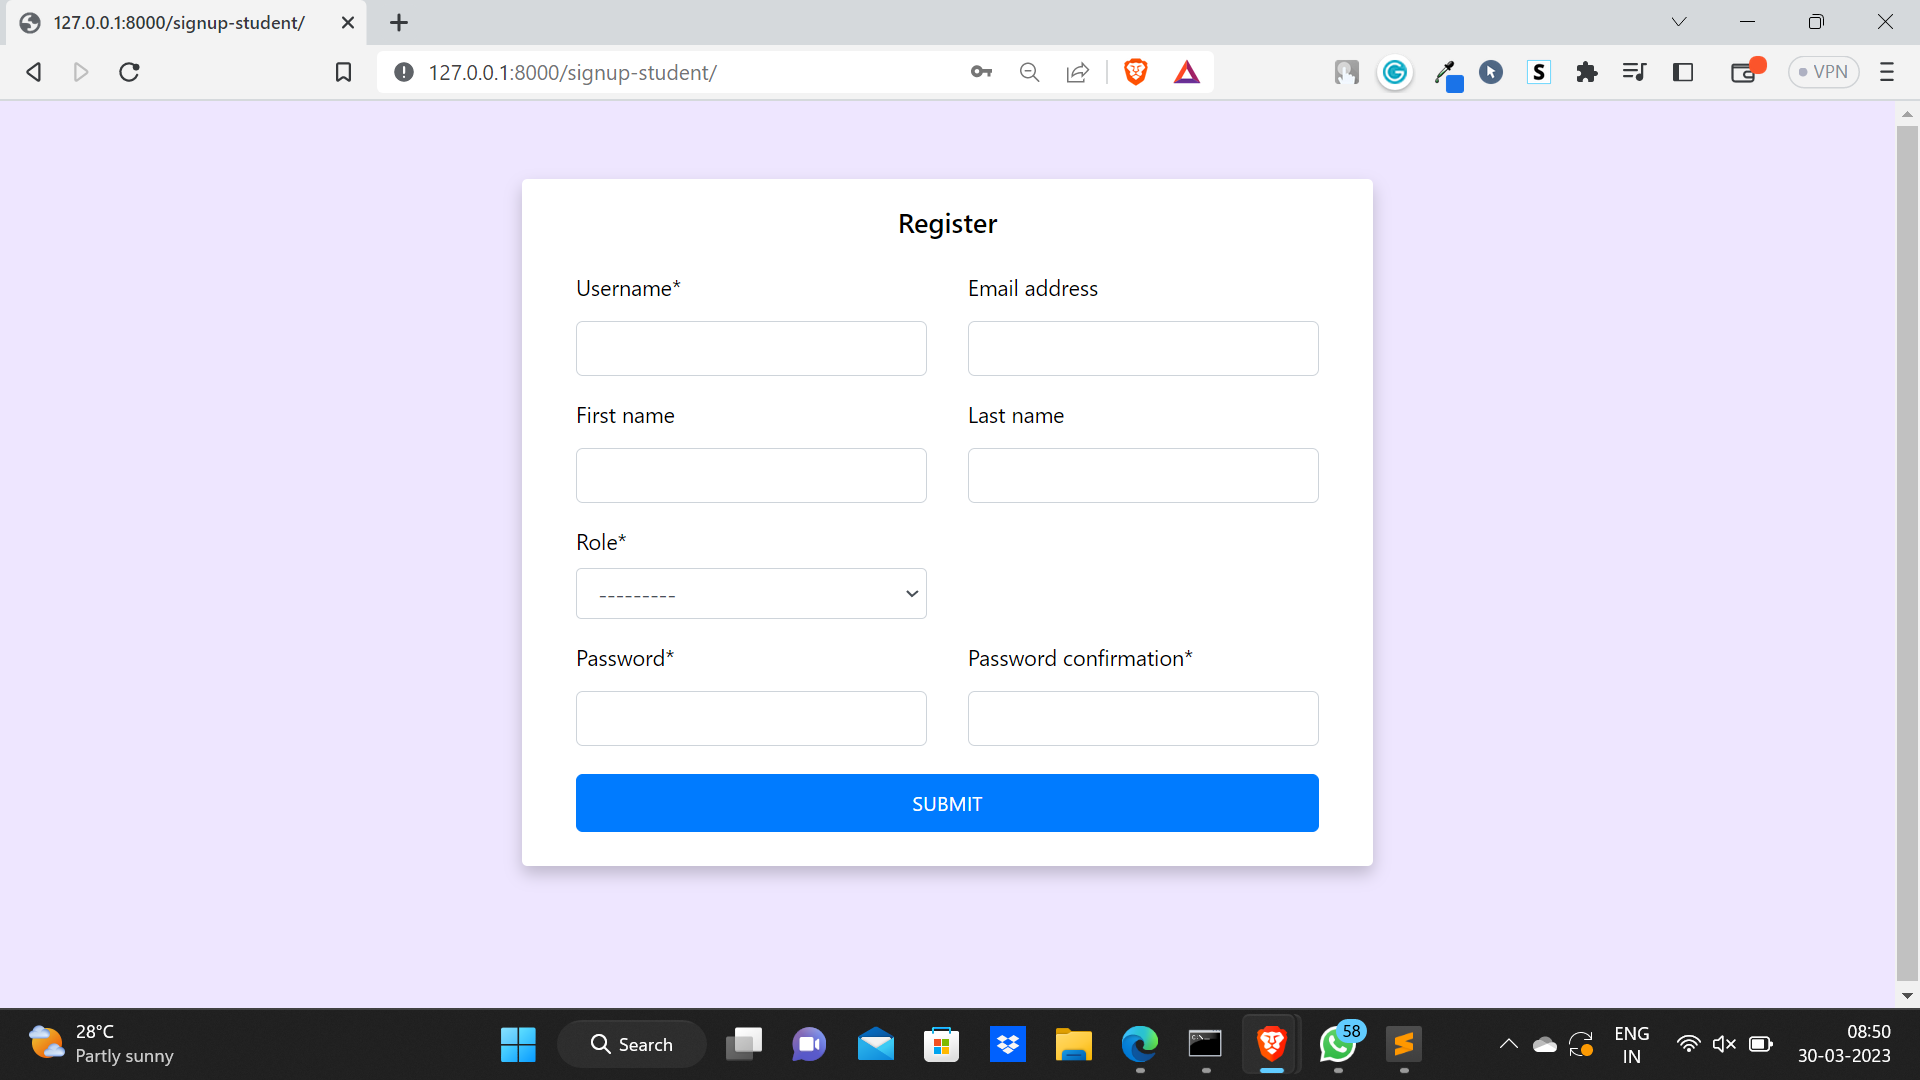 127.0.0.1:8000/signup-student/
127.0.0.1:8000/signup-student/
VPN
Register
Username*
Email address
First name
Last name
Role*
---------
Password*
Password confirmation*
SUBMIT
28°C
Partly sunny
Search
58
ENG
IN
08:50
30-03-2023